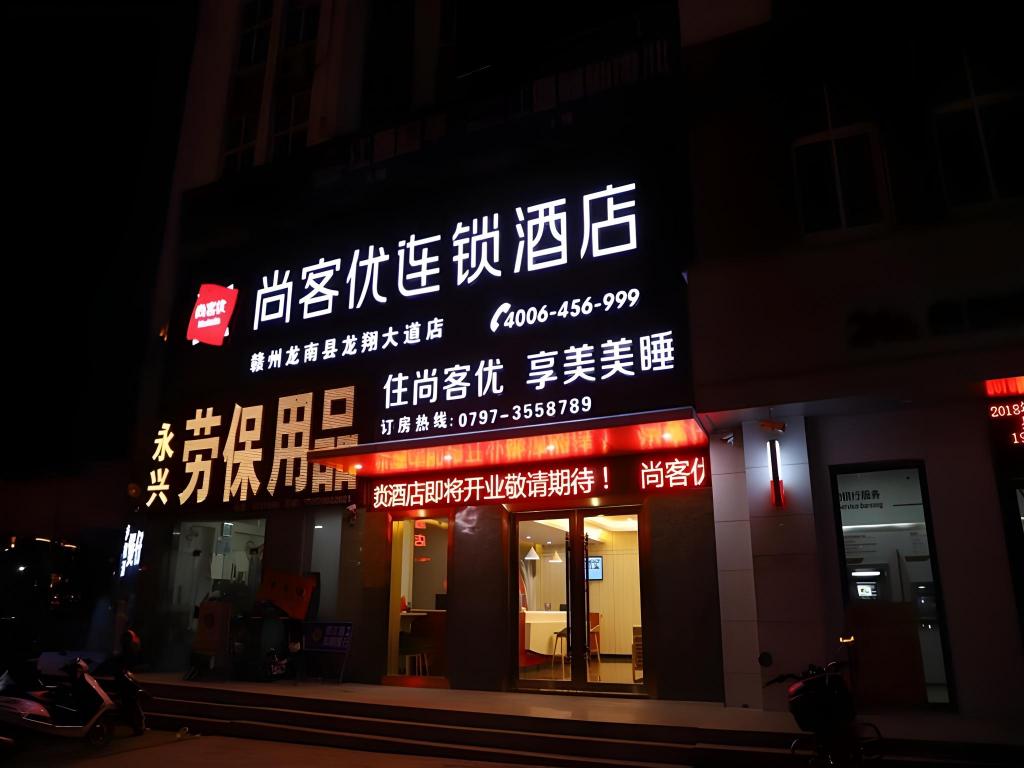 尚客优连锁酒店
尚客优
赣州龙南县龙翔大道店
4006-456-999
住尚客优 享美美睡
订房热线:0797-3558789
永兴
劳保用品
酒店即将开业敬请期待! 尚客优
2018